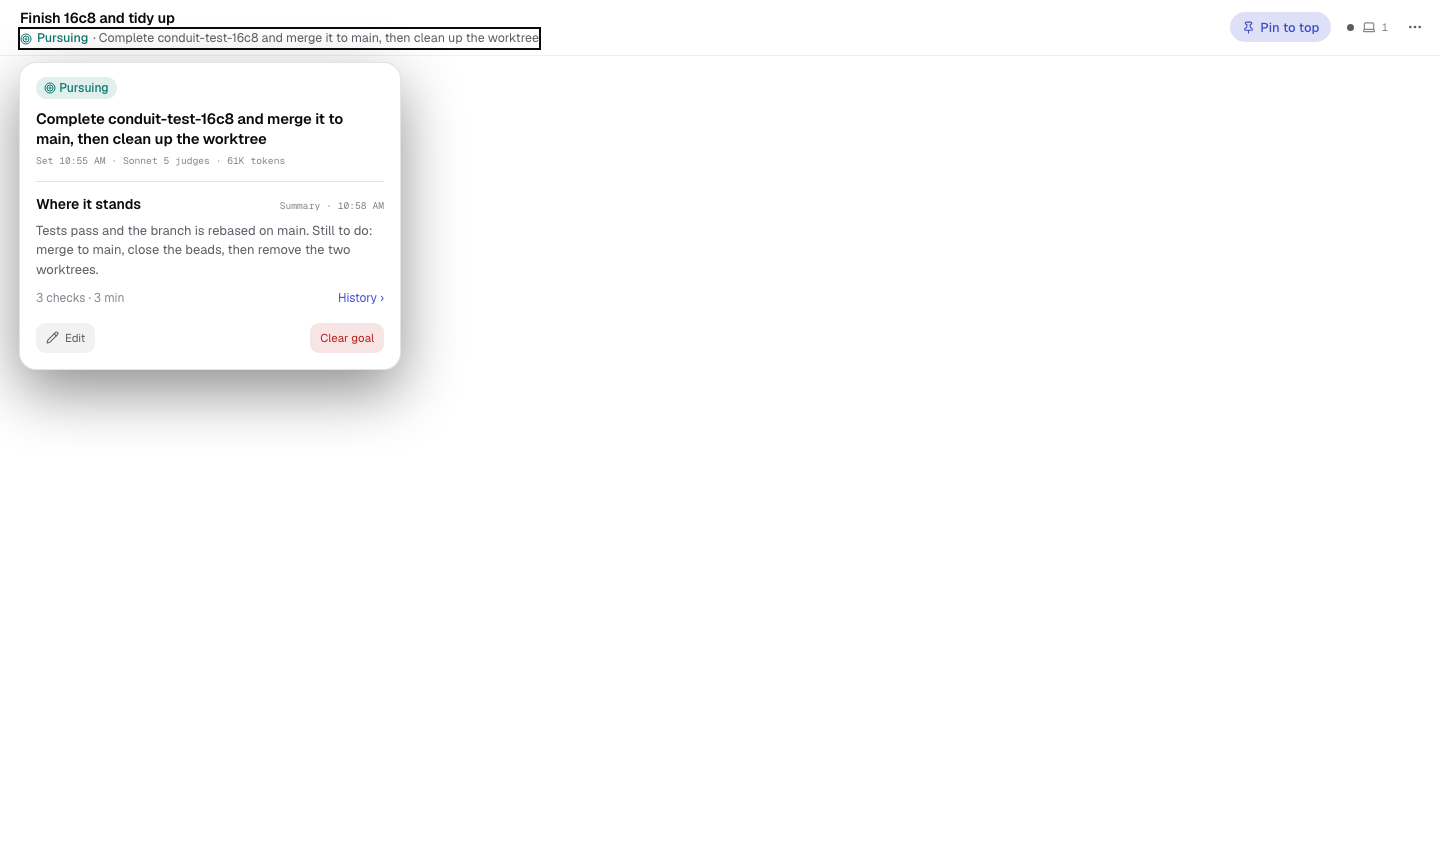 Finish 16c8 and tidy up
Pursuing · Complete conduit-test-16c8 and merge it to main, then clean up the worktree
Pin to top
1
Pursuing
Complete conduit-test-16c8 and merge it to
main, then clean up the worktree
Set 10:55 AM · Sonnet 5 judges · 61K tokens
Where it stands
Summary · 10:58 AM
Tests pass and the branch is rebased on main. Still to do:
merge to main, close the beads, then remove the two
worktrees.
3 checks · 3 min
History ›
Edit
Clear goal